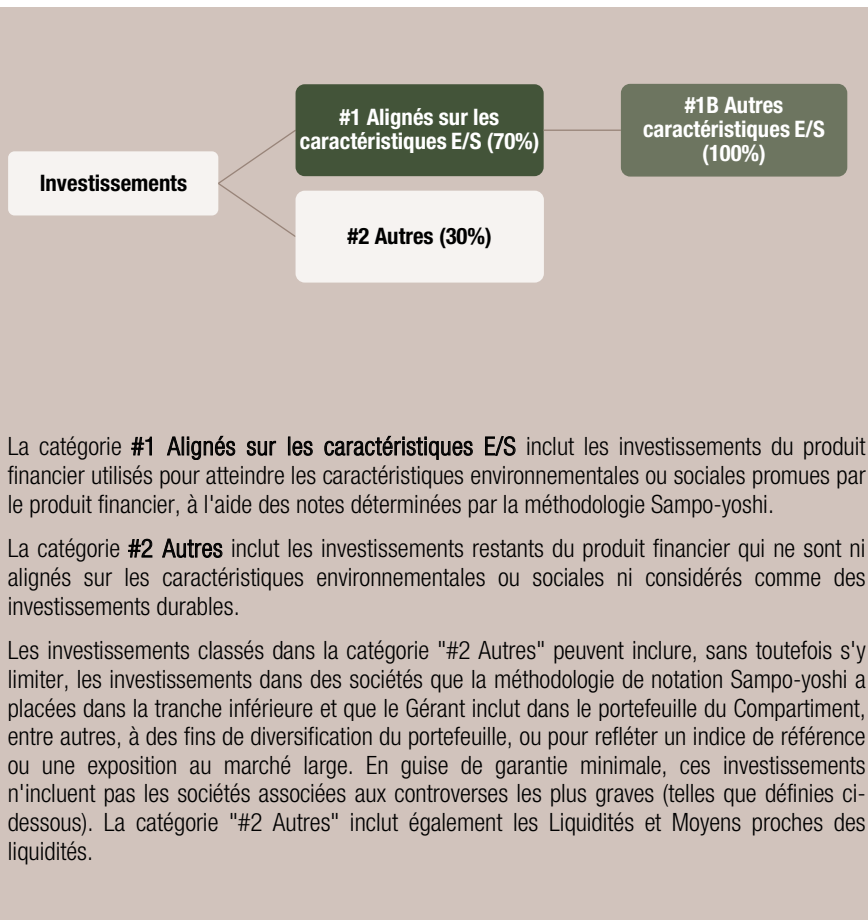 #1 Alignés sur les
caractéristiques E/S (70%)
#1B Autres
caractéristiques E/S
(100%)
Investissements
#2 Autres (30%)
La catégorie #1 Alignés sur les caractéristiques E/S inclut les investissements du produit
financier utilisés pour atteindre les caractéristiques environnementales ou sociales promues par
le produit financier, à l'aide des notes déterminées par la méthodologie Sampo-yoshi.
La catégorie #2 Autres inclut les investissements restants du produit financier qui ne sont ni
alignés sur les caractéristiques environnementales ou sociales ni considérés comme des
investissements durables.
Les investissements classés dans la catégorie "#2 Autres" peuvent inclure, sans toutefois s'y
limiter, les investissements dans des sociétés que la méthodologie de notation Sampo-yoshi a
placées dans la tranche inférieure et que le Gérant inclut dans le portefeuille du Compartiment,
entre autres, à des fins de diversification du portefeuille, ou pour refléter un indice de référence
ou une exposition au marché large. En guise de garantie minimale, ces investissements
n'incluent pas les sociétés associées aux controverses les plus graves (telles que définies ci-
dessous). La catégorie "#2 Autres" inclut également les Liquidités et Moyens proches des
liquidités.